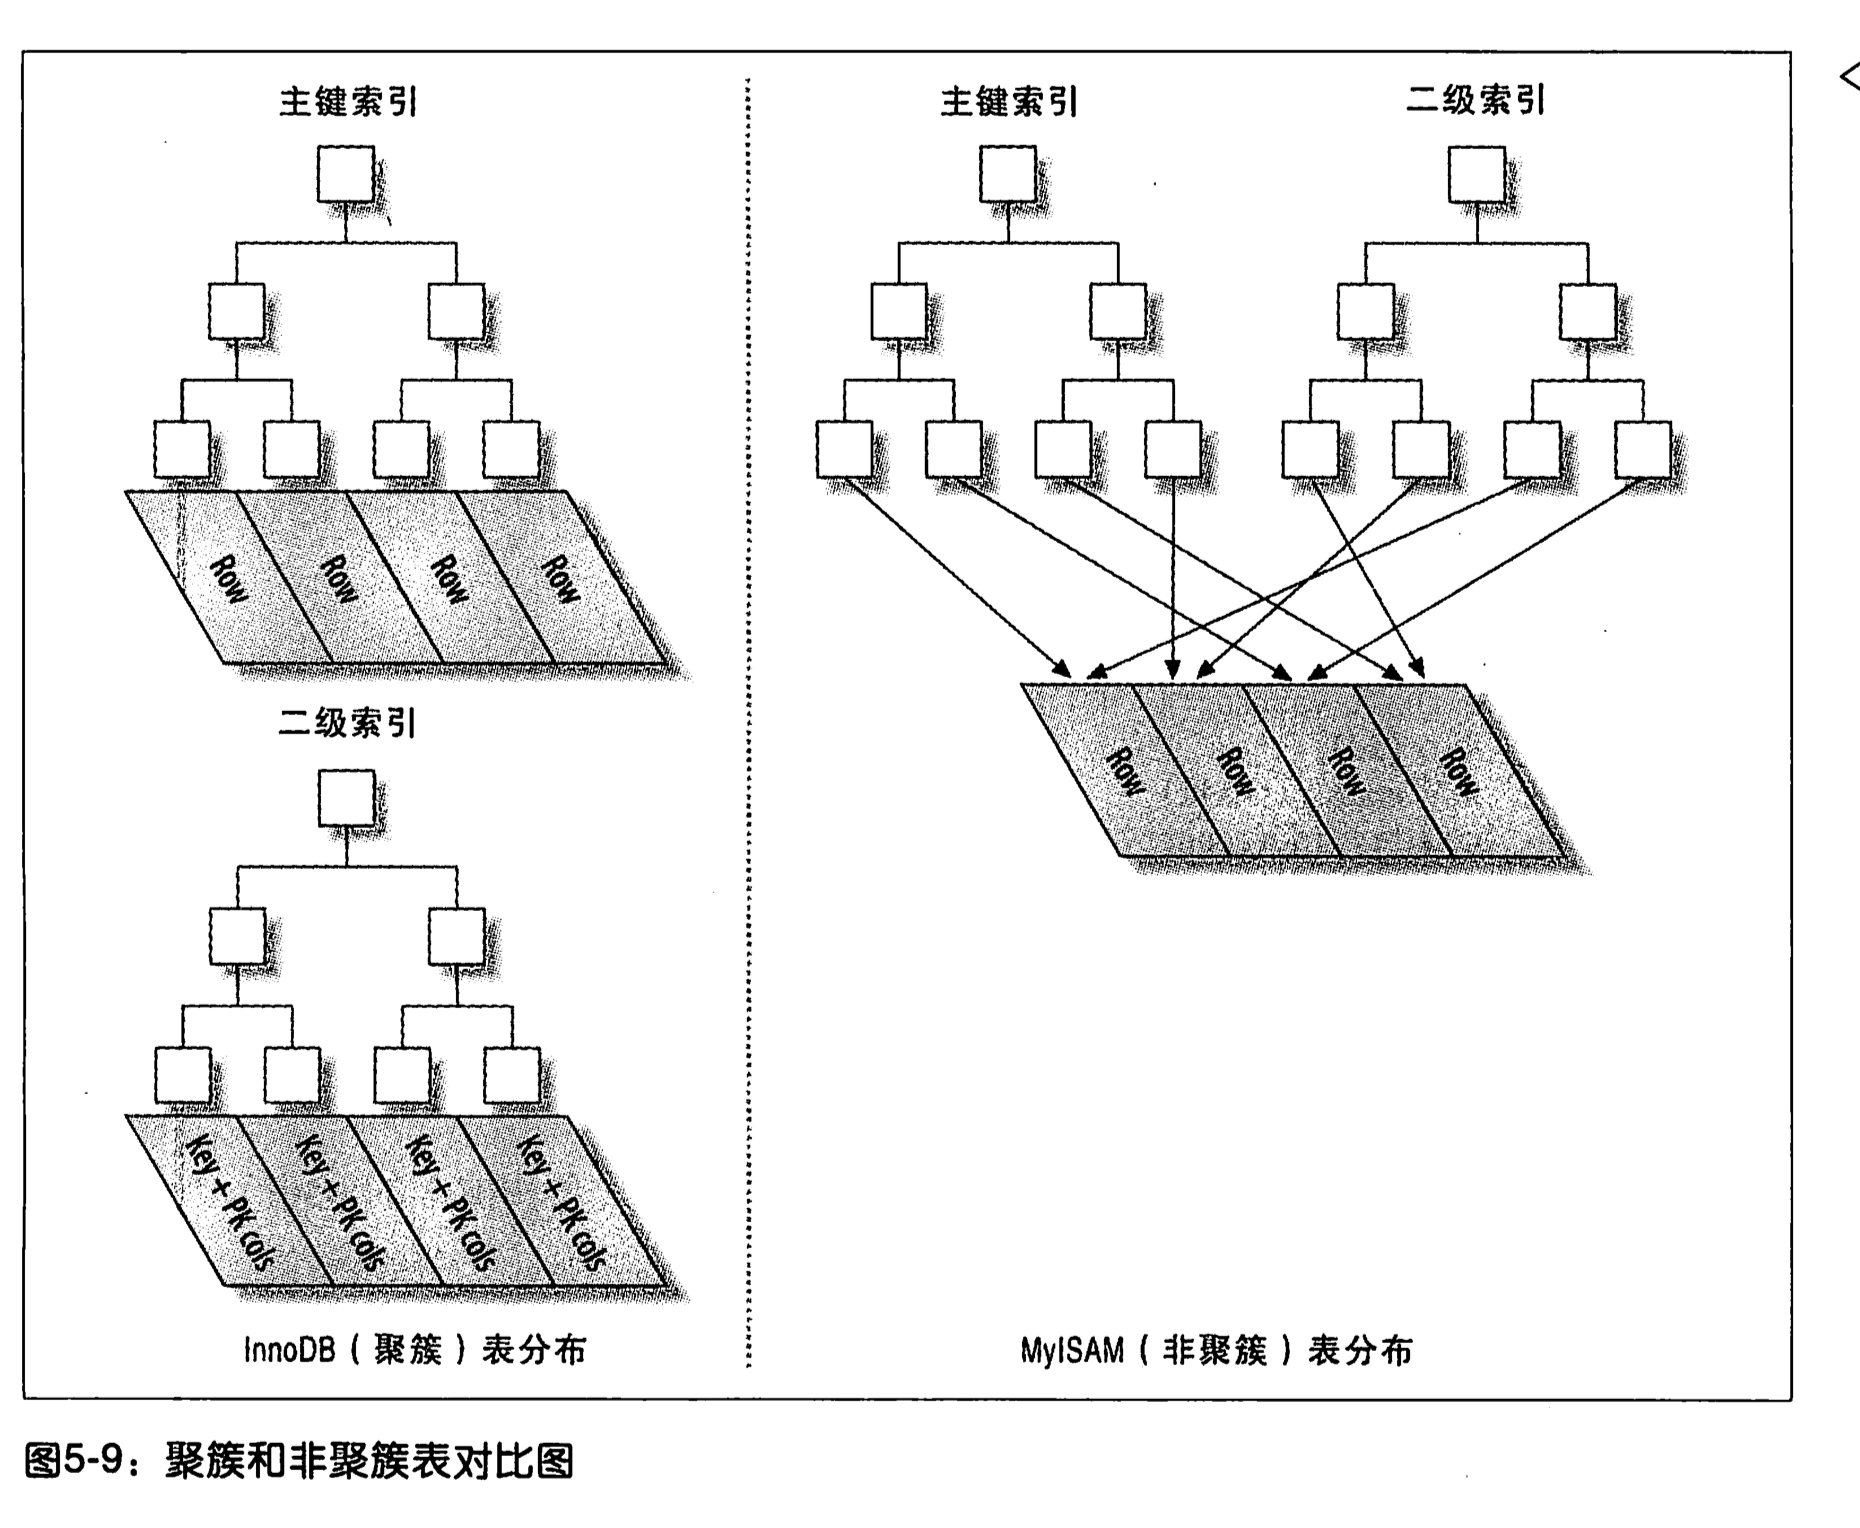 主键索引
Row
Row
Row
Row
二级索引
Key + PK cols
Key + PK cols
Key + PK cols
Key + PK cols
InnoDB（聚簇）表分布
主键索引
二级索引
Row
Row
Row
Row
MyISAM（非聚簇）表分布
图5-9：聚簇和非聚簇表对比图